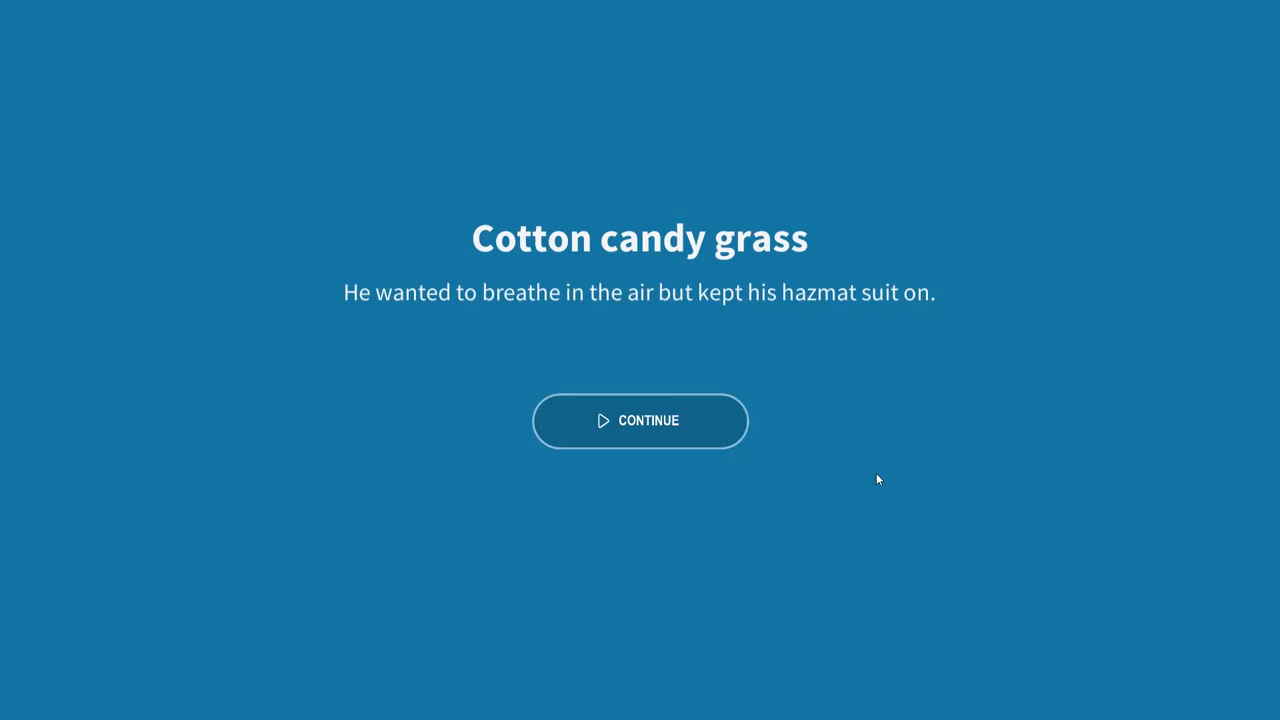 Cotton candy grass
He wanted to breathe in the air but kept his hazmat suit on.
CONTINUE